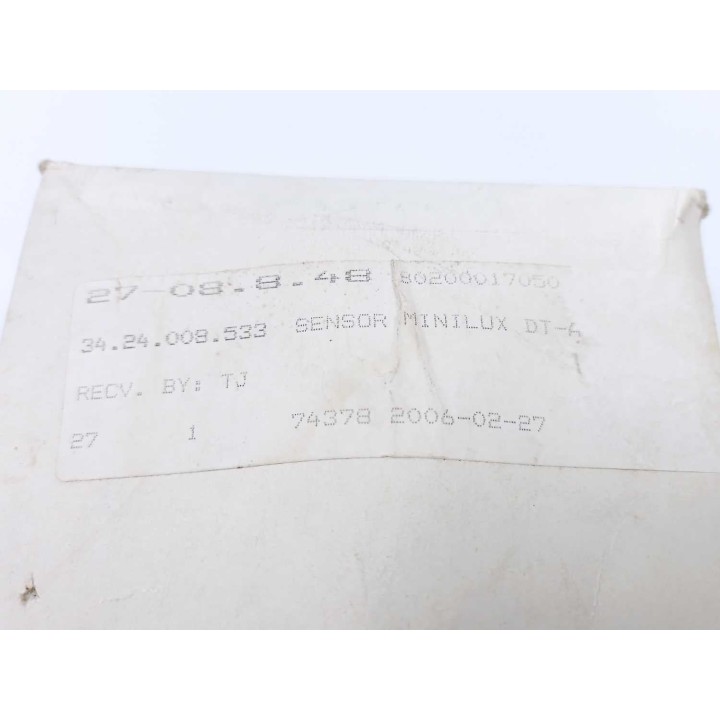 27-08.8.48 80200017050
34.24.008.533 SENSOR MINILUX DT-A
1
RECV. BY: TJ
27 1 74378 2006-02-27